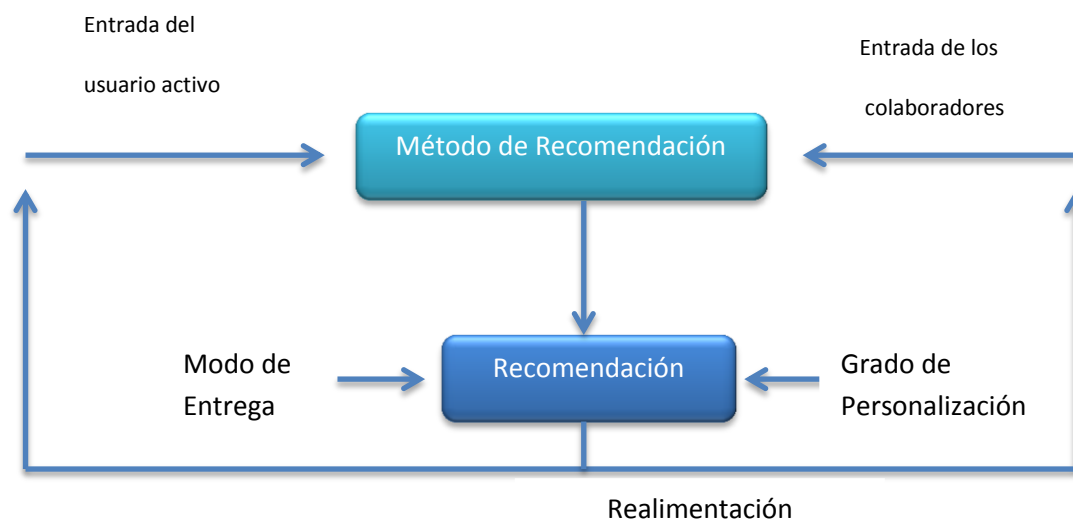 Entrada del
usuario activo
Entrada de los
colaboradores
Método de Recomendación
Modo de
Entrega
Recomendación
Grado de
Personalización
Realimentación